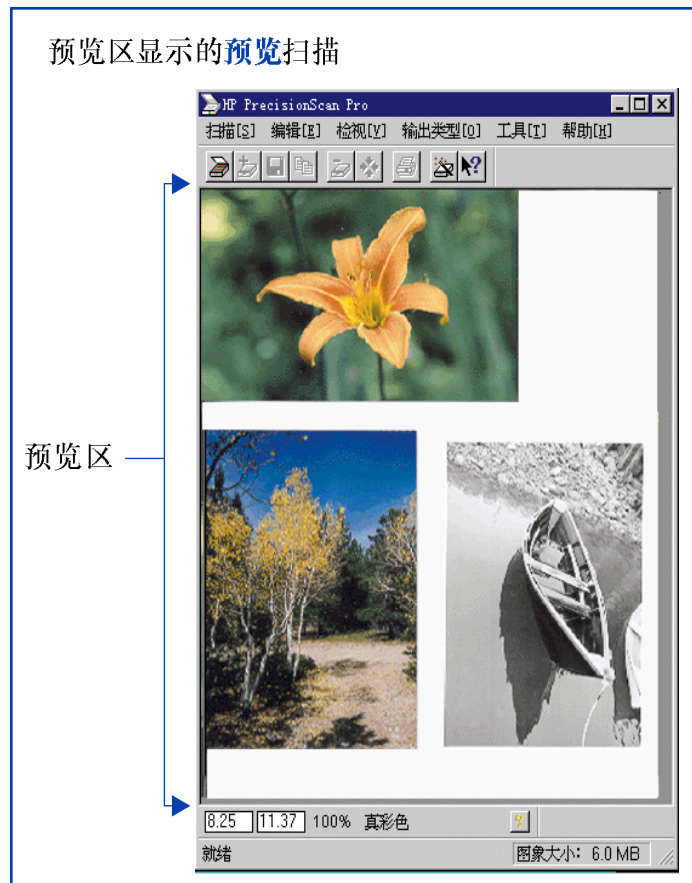 预览区显示的预览扫描
HP PrecisionScan Pro
扫描[S] 编辑[E] 检视[V] 输出类型[O] 工具[T] 帮助[H]
预览区
8.25 11.37 100% 真彩色
就绪 图象大小: 6.0 MB